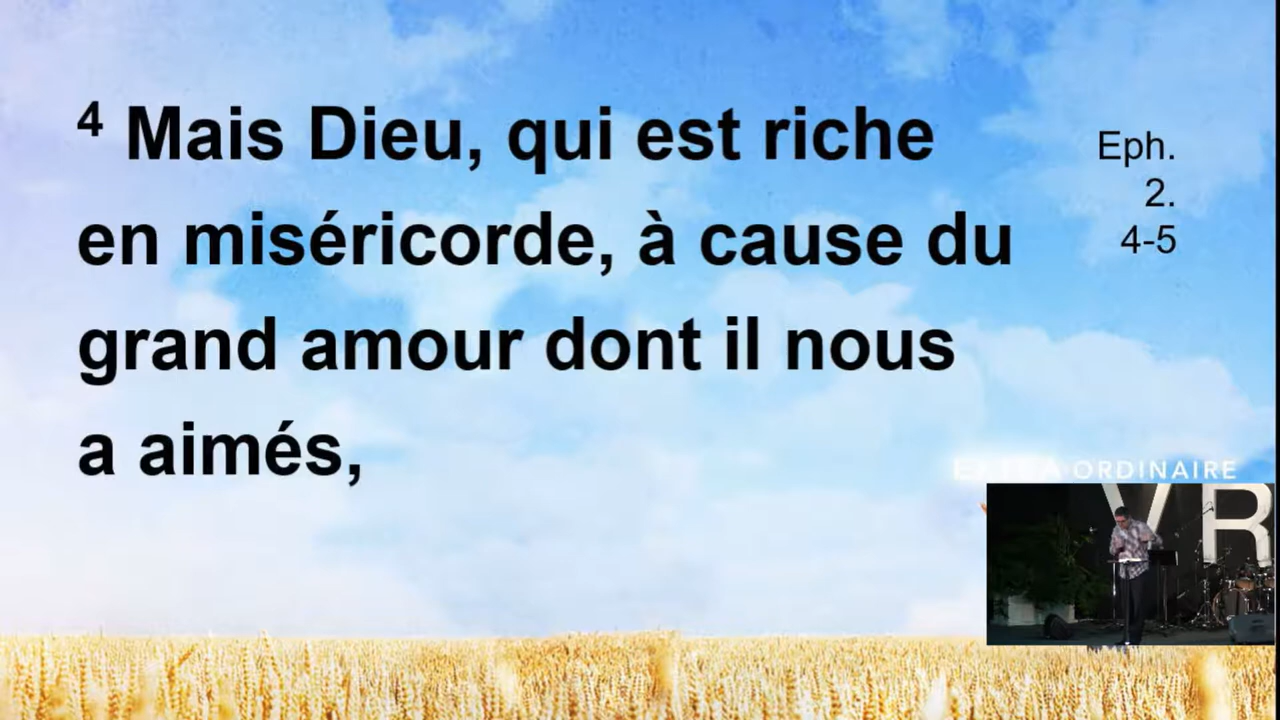 ⁴ Mais Dieu, qui est riche
en miséricorde, à cause du
grand amour dont il nous
a aimés,
Eph.
2.
4-5
ORDINAIRE
VR